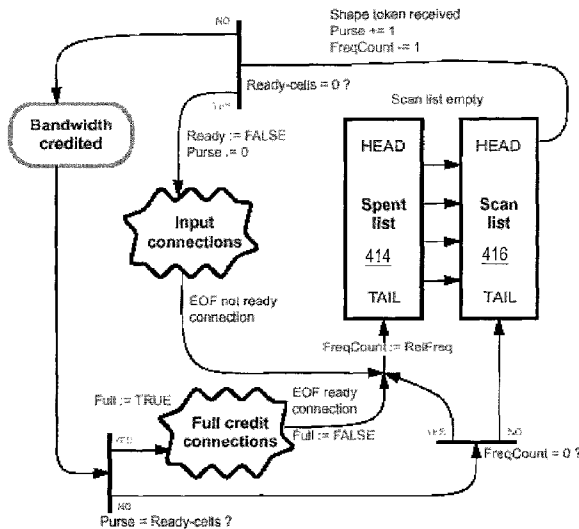 NO
Shape token received
Purse += 1
FreqCount -= 1
Ready-cells = 0 ?
YES
Scan list empty
Bandwidth
credited
Ready := FALSE
Purse := 0
HEAD
HEAD
Input
connections
Spent
list
414
Scan
list
416
TAIL
TAIL
EOF not ready
connection
FreqCount := RelFreq
EOF ready
connection
Full := TRUE
Full credit
connections
Full := FALSE
YES
YES
NO
FreqCount = 0 ?
NO
Purse = Ready-cells ?